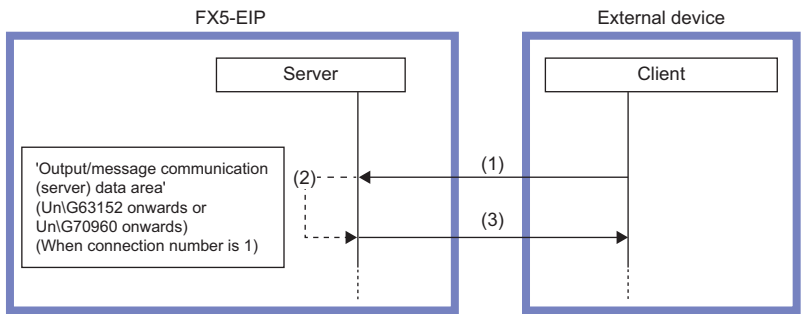 FX5-EIP
External device
Server
Client
'Output/message communication
(server) data area'
(Un\G63152 onwards or
Un\G70960 onwards)
(When connection number is 1)
(1)
(2)
(3)